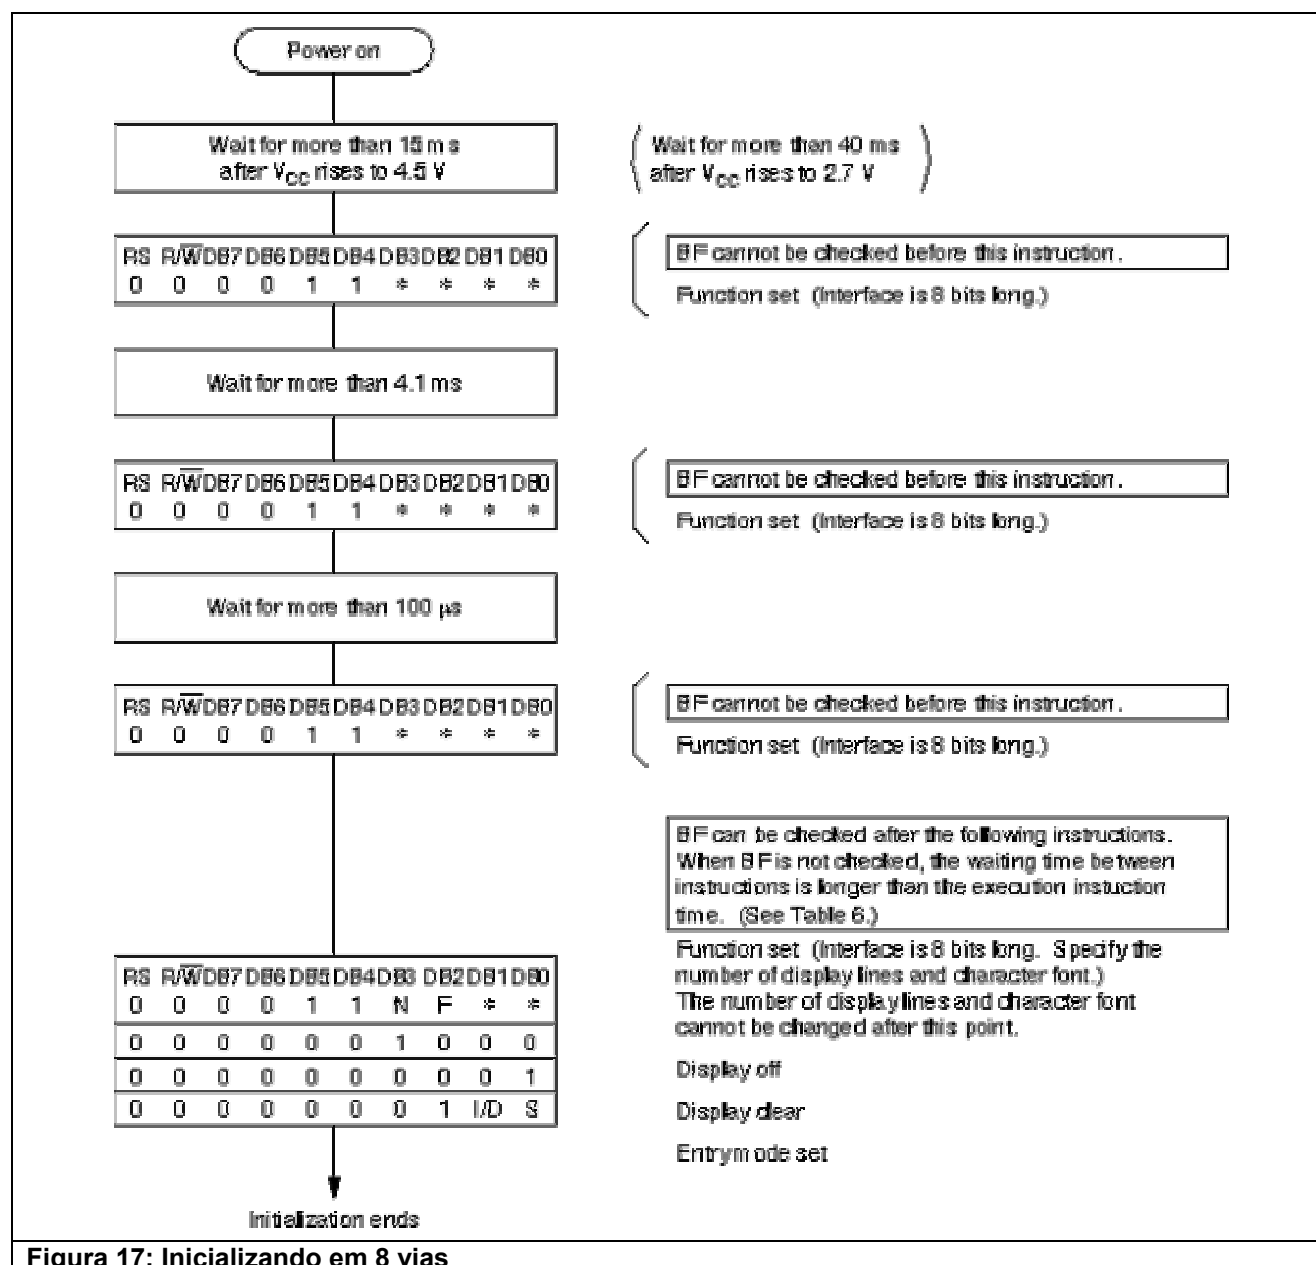 Power on
Wait for more than 15 ms
after VCC rises to 4.5 V
Wait for more than 40 ms
after VCC rises to 2.7 V
RS R/W DB7 DB6 DB5 DB4 DB3 DB2 DB1 DB0
0 0 0 0 1 1 * * * *
BF cannot be checked before this instruction.
Function set (Interface is 8 bits long.)
Wait for more than 4.1 ms
RS R/W DB7 DB6 DB5 DB4 DB3 DB2 DB1 DB0
0 0 0 0 1 1 * * * *
BF cannot be checked before this instruction.
Function set (Interface is 8 bits long.)
Wait for more than 100 µs
RS R/W DB7 DB6 DB5 DB4 DB3 DB2 DB1 DB0
0 0 0 0 1 1 * * * *
BF cannot be checked before this instruction.
Function set (Interface is 8 bits long.)
BF can be checked after the following instructions.
When BF is not checked, the waiting time between
instructions is longer than the execution instuction
time. (See Table 6.)
RS R/W DB7 DB6 DB5 DB4 DB3 DB2 DB1 DB0
0 0 0 0 1 1 N F * *
0 0 0 0 0 0 1 0 0 0
0 0 0 0 0 0 0 0 0 1
0 0 0 0 0 0 0 1 I/D S
Function set (Interface is 8 bits long. Specify the
number of display lines and character font.)
The number of display lines and character font
cannot be changed after this point.
Display off
Display clear
Entry mode set
Initialization ends
Figura 17: Inicializando em 8 vias